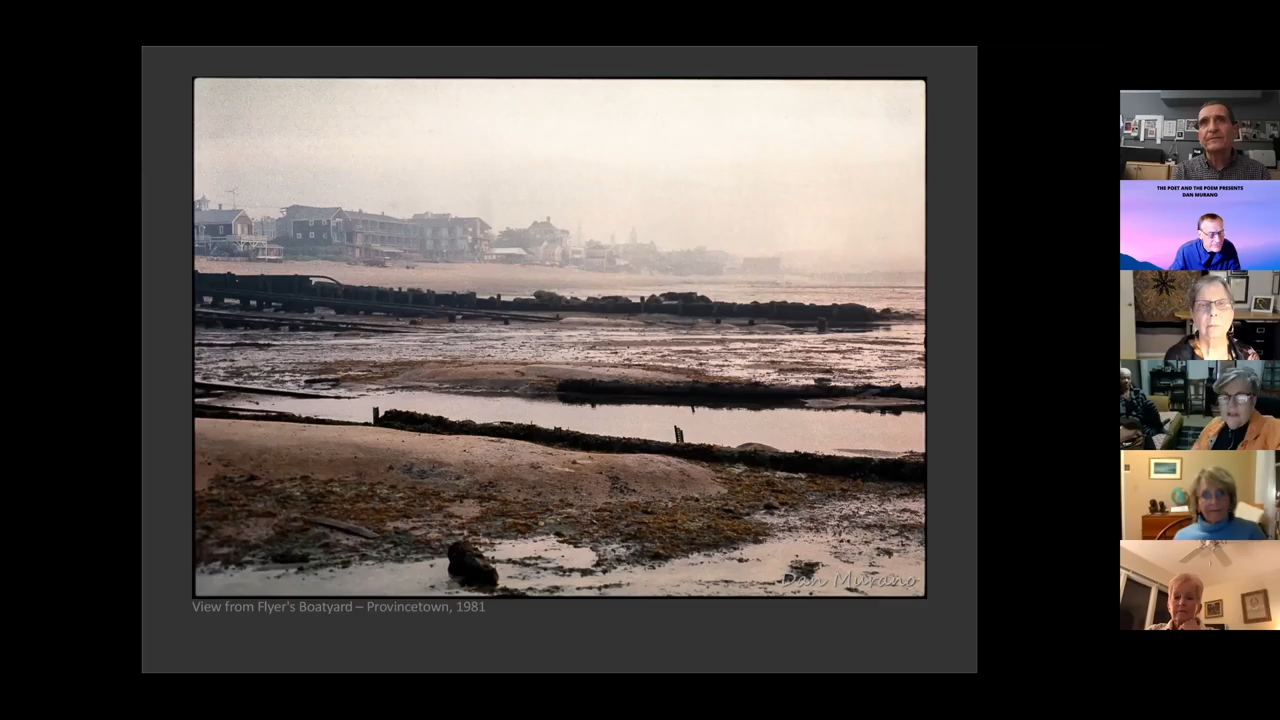 Dan Murano
View from Flyer's Boatyard – Provincetown, 1981
THE POET AND THE POEM PRESENTS
DAN MURANO